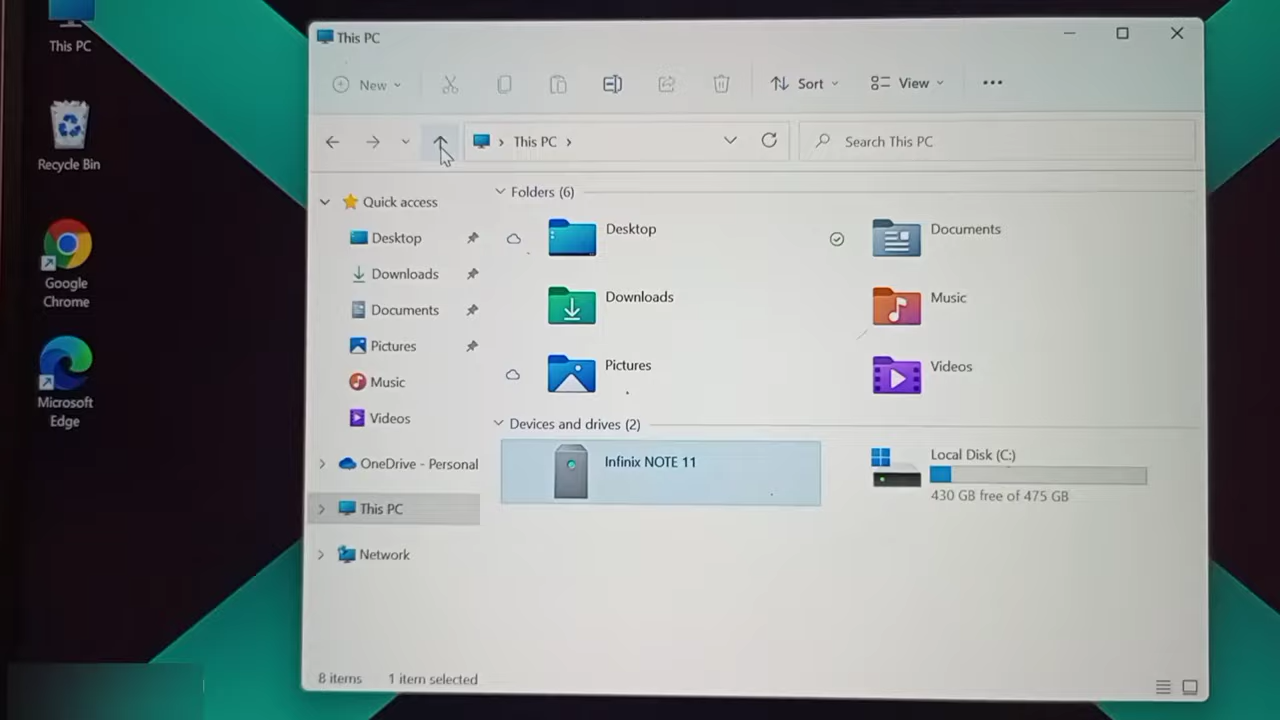 This PC
Recycle Bin
Google
Chrome
Microsoft
Edge
This PC
New
Sort
View
This PC
Search This PC
Quick access
Desktop
Downloads
Documents
Pictures
Music
Videos
OneDrive - Personal
This PC
Network
Folders (6)
Desktop
Documents
Downloads
Music
Pictures
Videos
Devices and drives (2)
Infinix NOTE 11
Local Disk (C:)
430 GB free of 475 GB
8 items
1 item selected